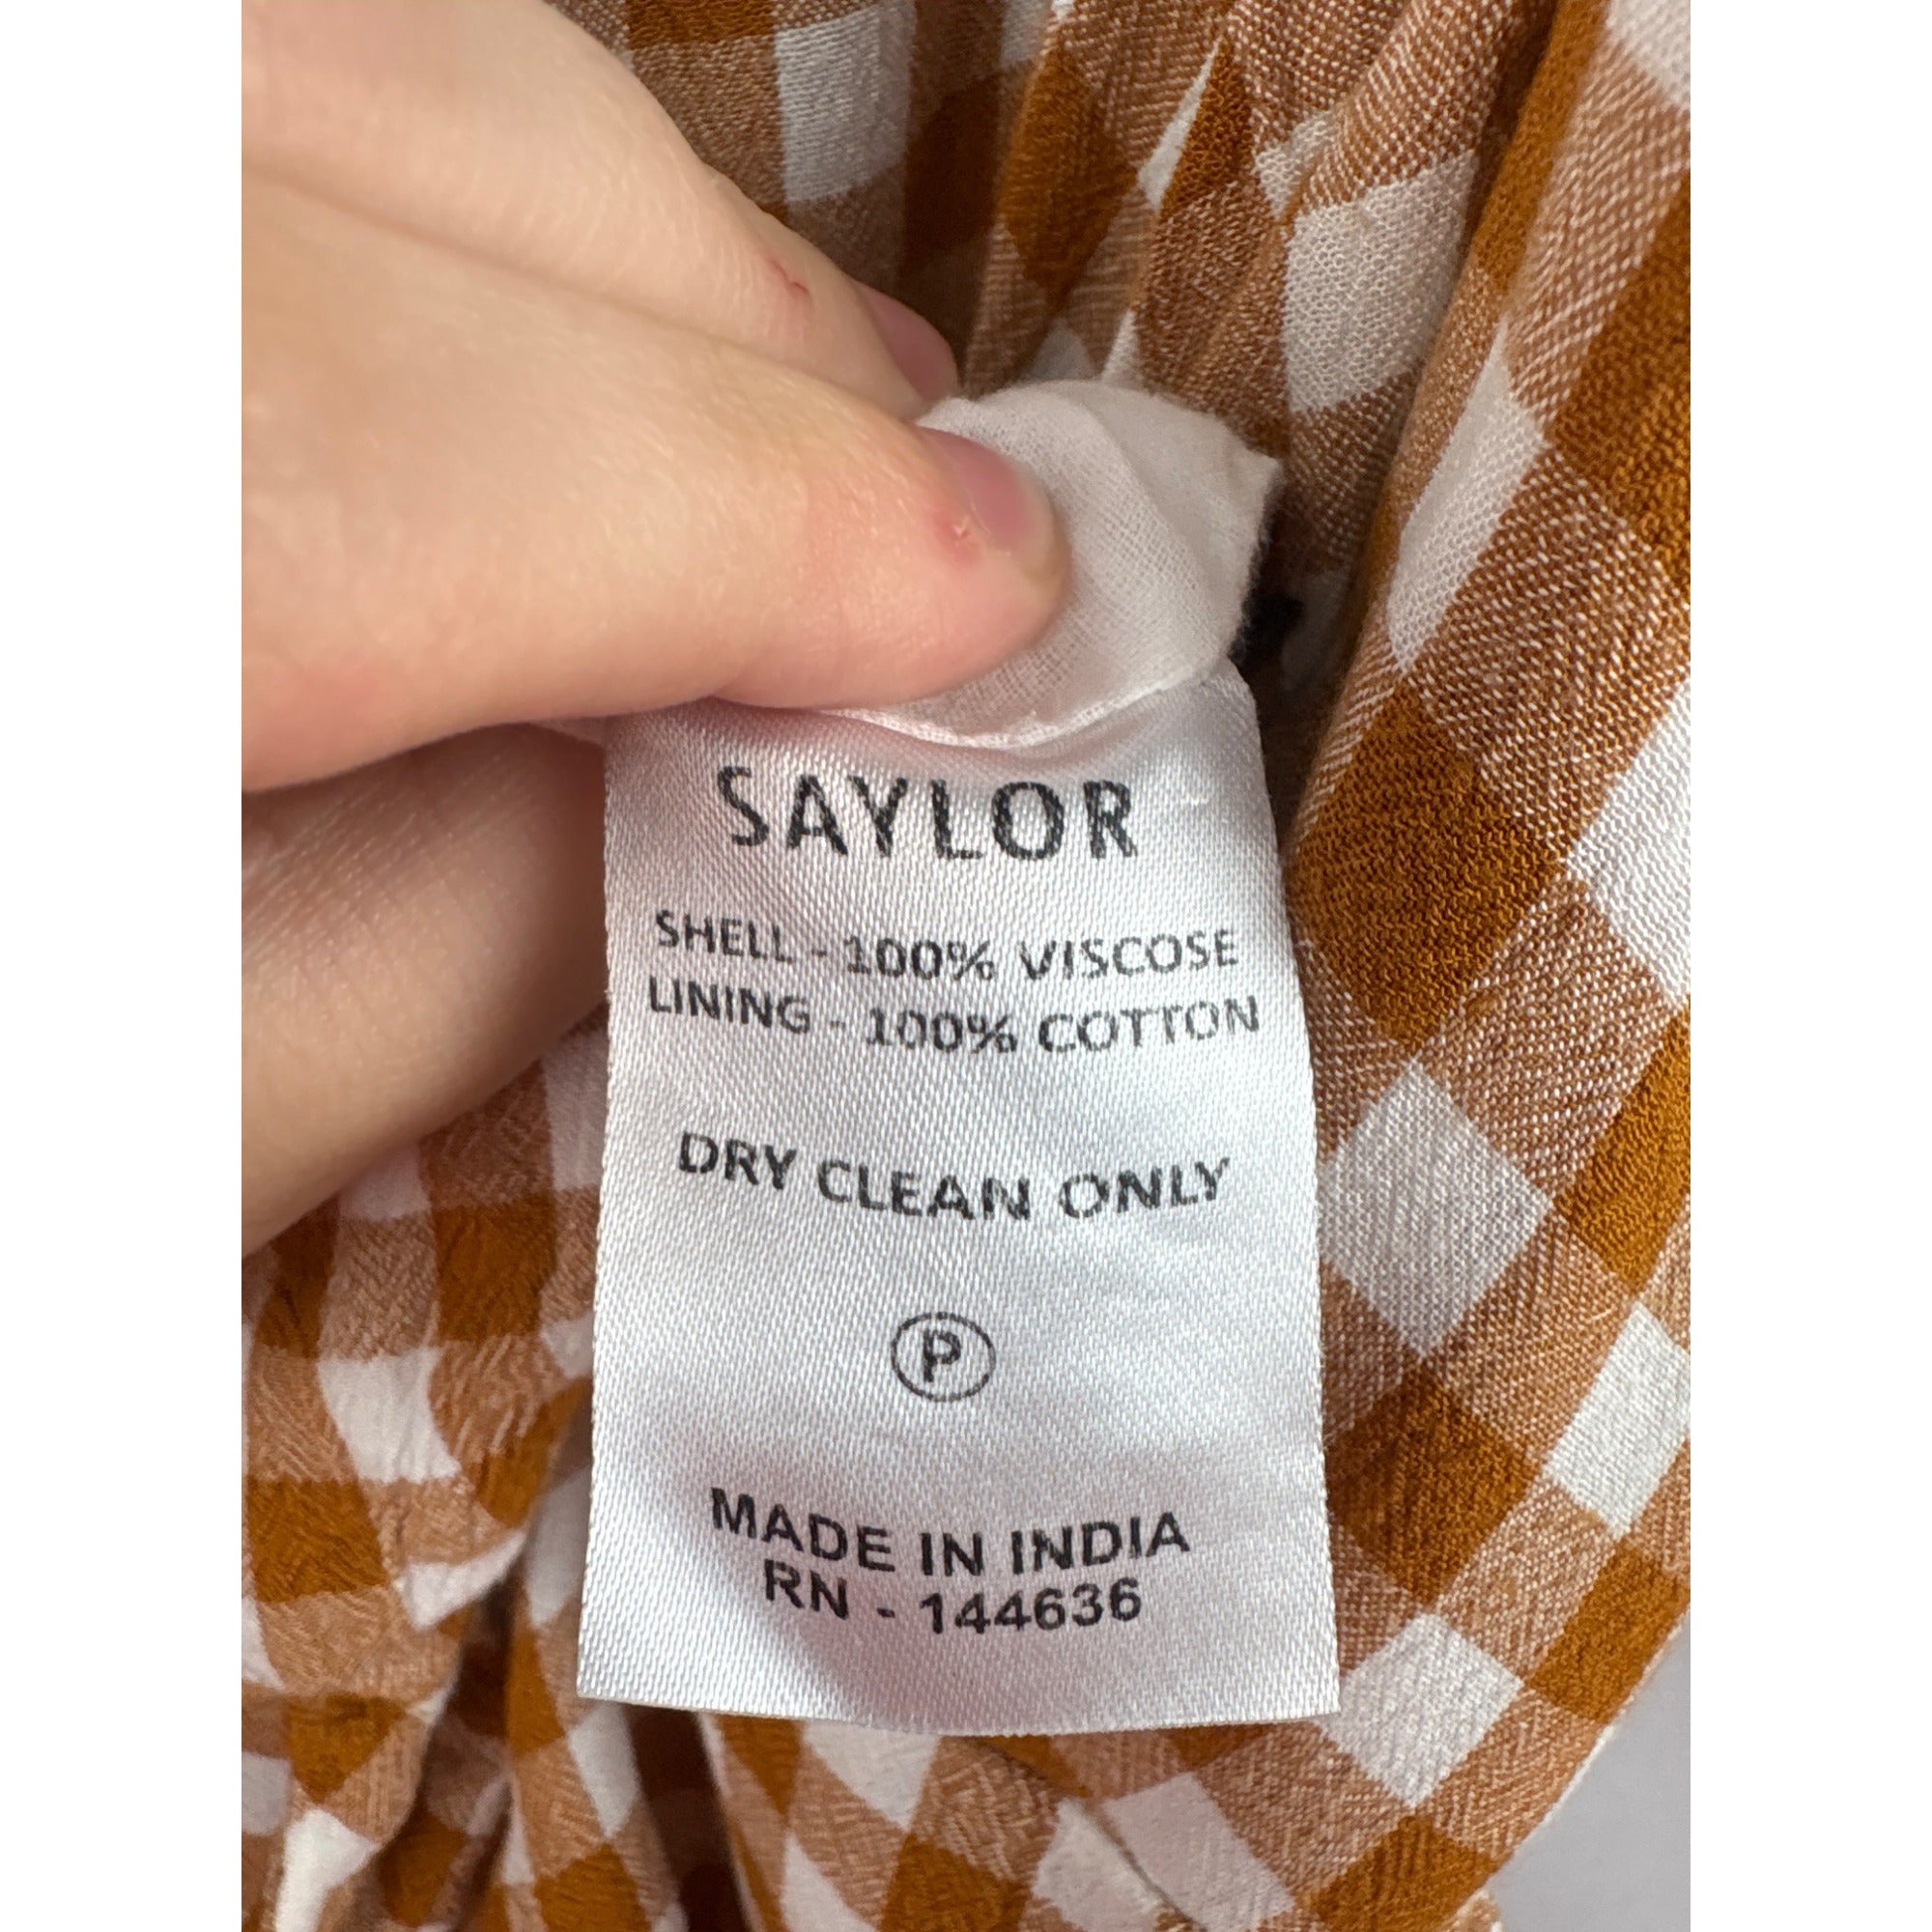 SAYLOR
SHELL - 100% VISCOSE
LINING - 100% COTTON
DRY CLEAN ONLY
P
MADE IN INDIA
RN - 144636